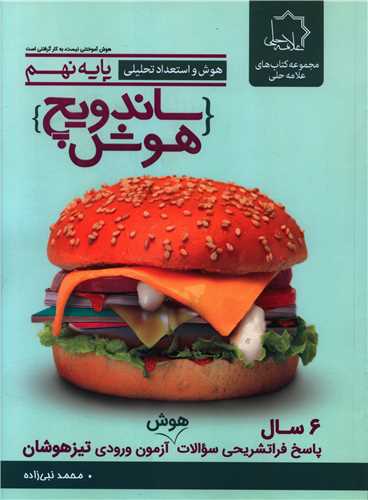 هوش آموختنی نیست، به کار گرفتنی است
هوش و استعداد تحلیلی پایه نهم
{ساندویچ
هوش}
علامه حلی
مجموعه کتاب‌های
علامه حلی
۶ سال
پاسخ فراتشریحی سؤالات هوش آزمون ورودی تیزهوشان
• محمد نبی‌زاده